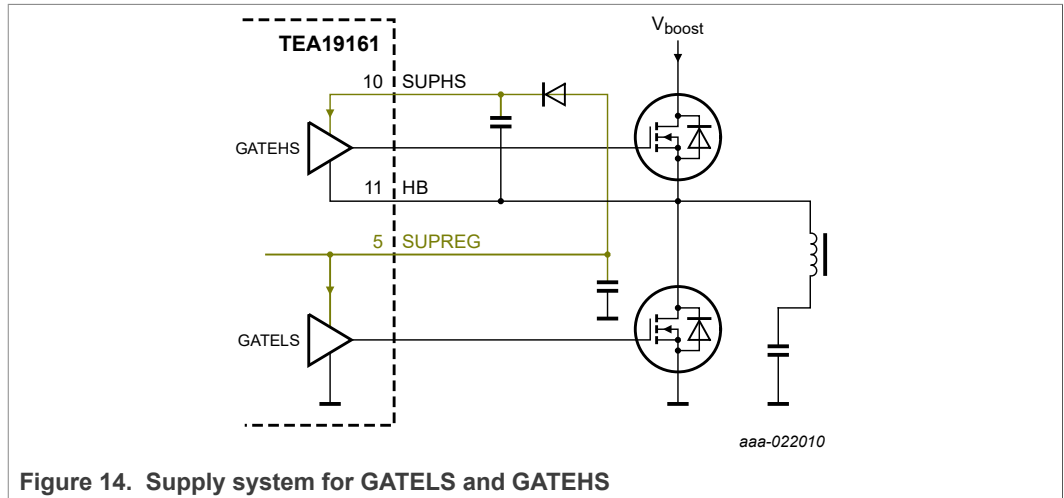 V_boost
TEA19161
10 SUPHS
GATEHS
11 HB
5 SUPREG
GATELS
aaa-022010
Figure 14. Supply system for GATELS and GATEHS